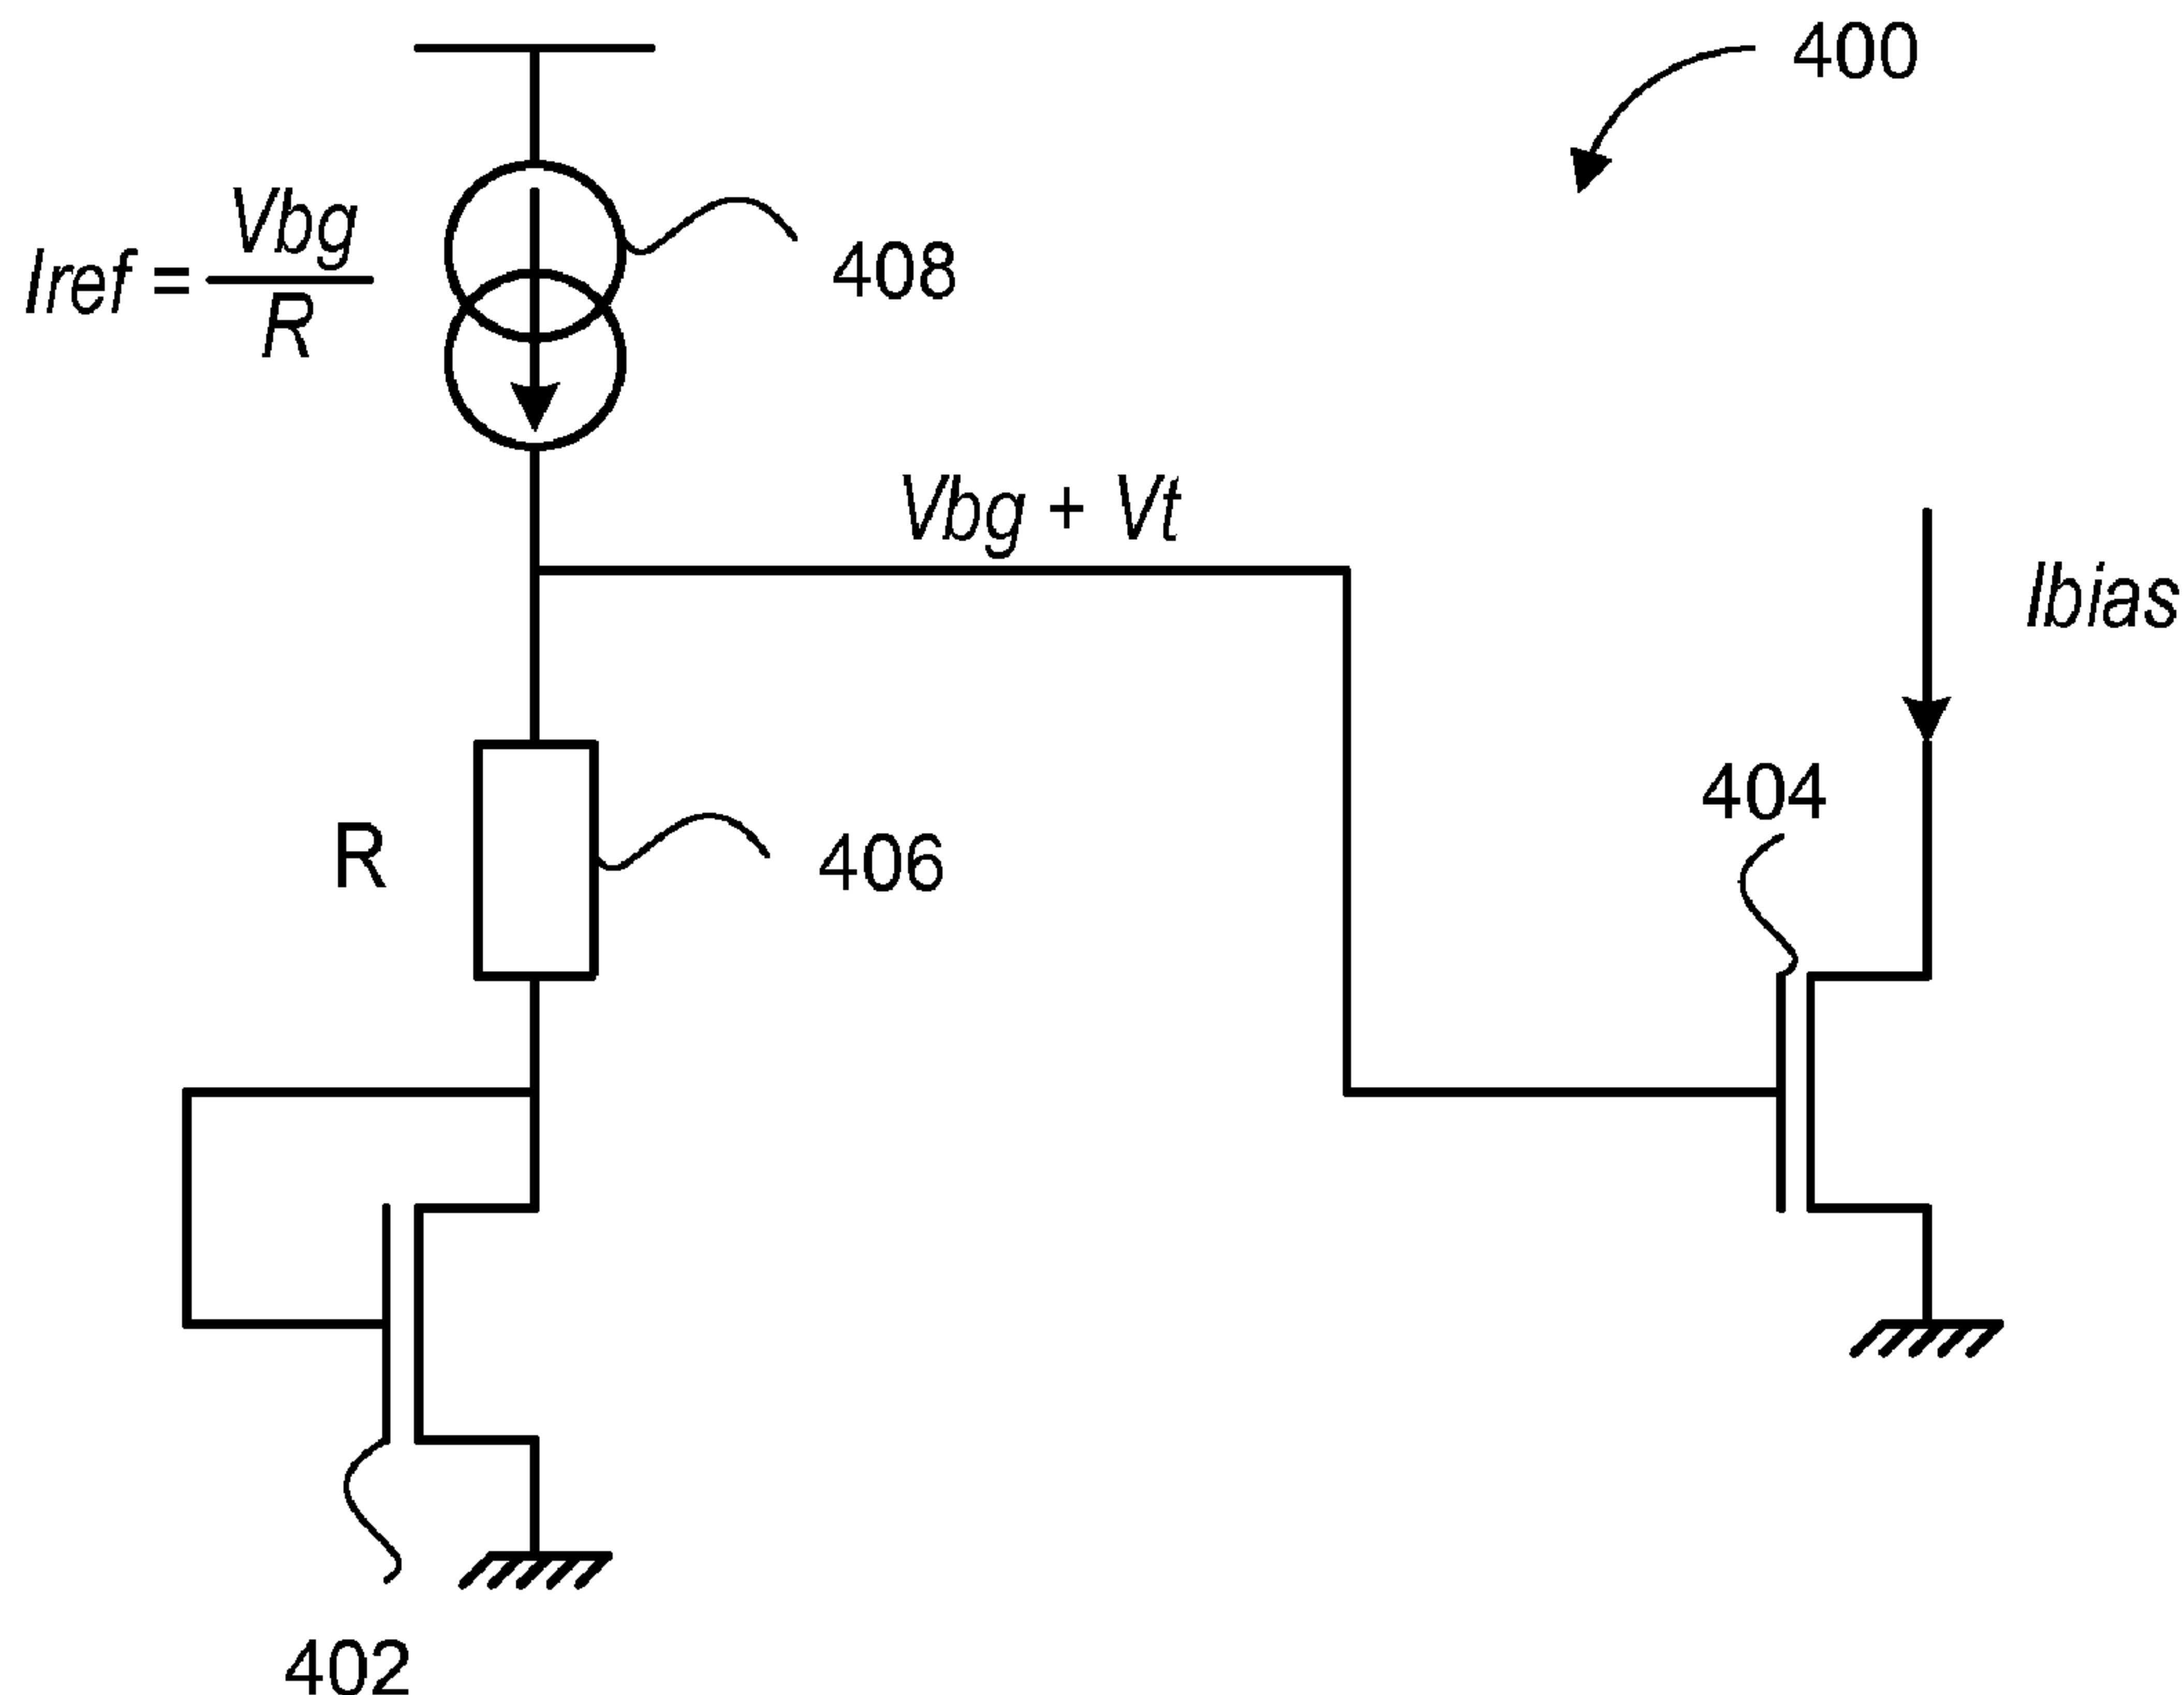 400
Iref = Vbg / R
408
Vbg + Vt
Ibias
404
R
406
402